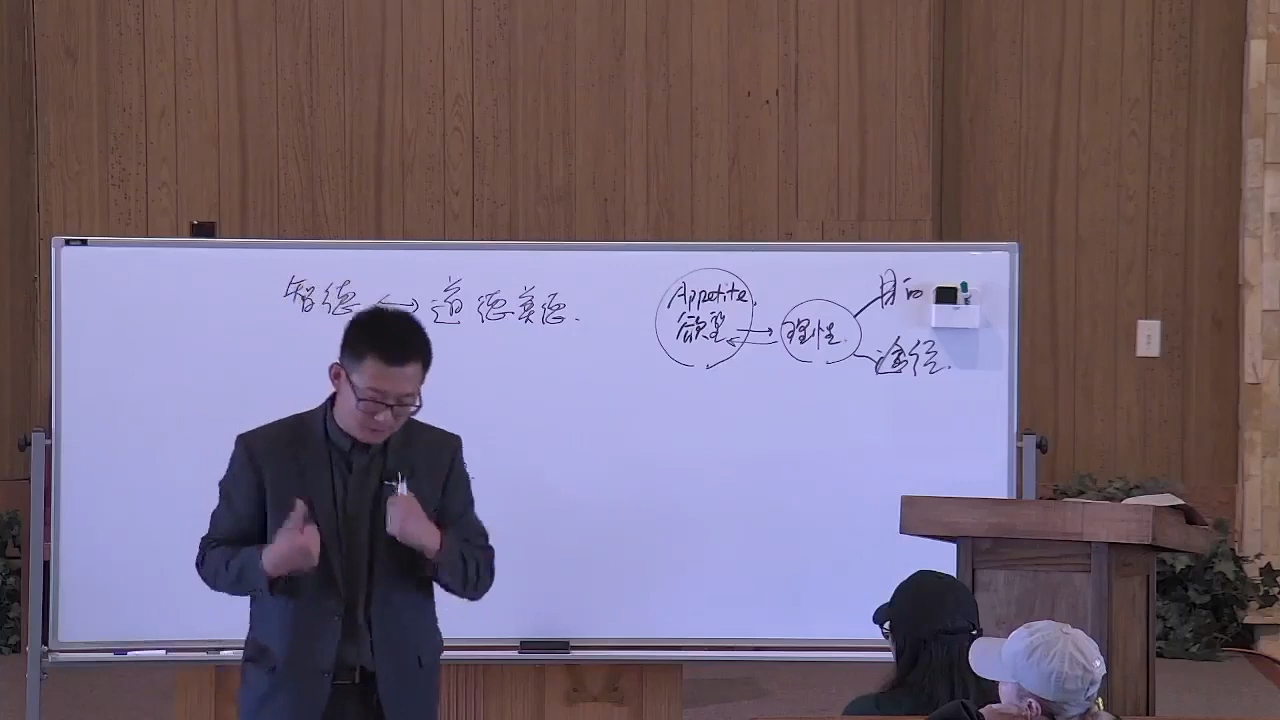 智德 ←→ 道德美德.
Appetite,
欲望
理性.
目的
途径.